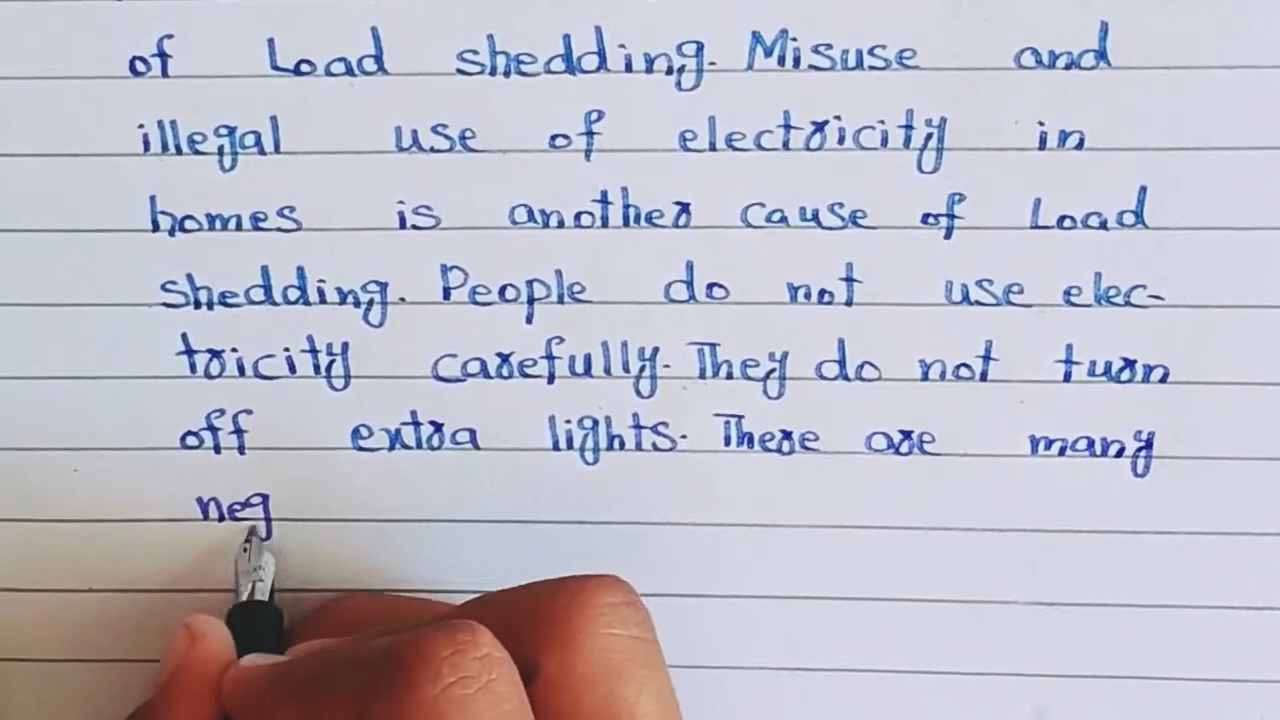 of Load shedding. Misuse and
illegal use of electricity in
homes is another cause of Load
shedding. People do not use elec-
tricity carefully. They do not turn
off extra lights. There are many
neg